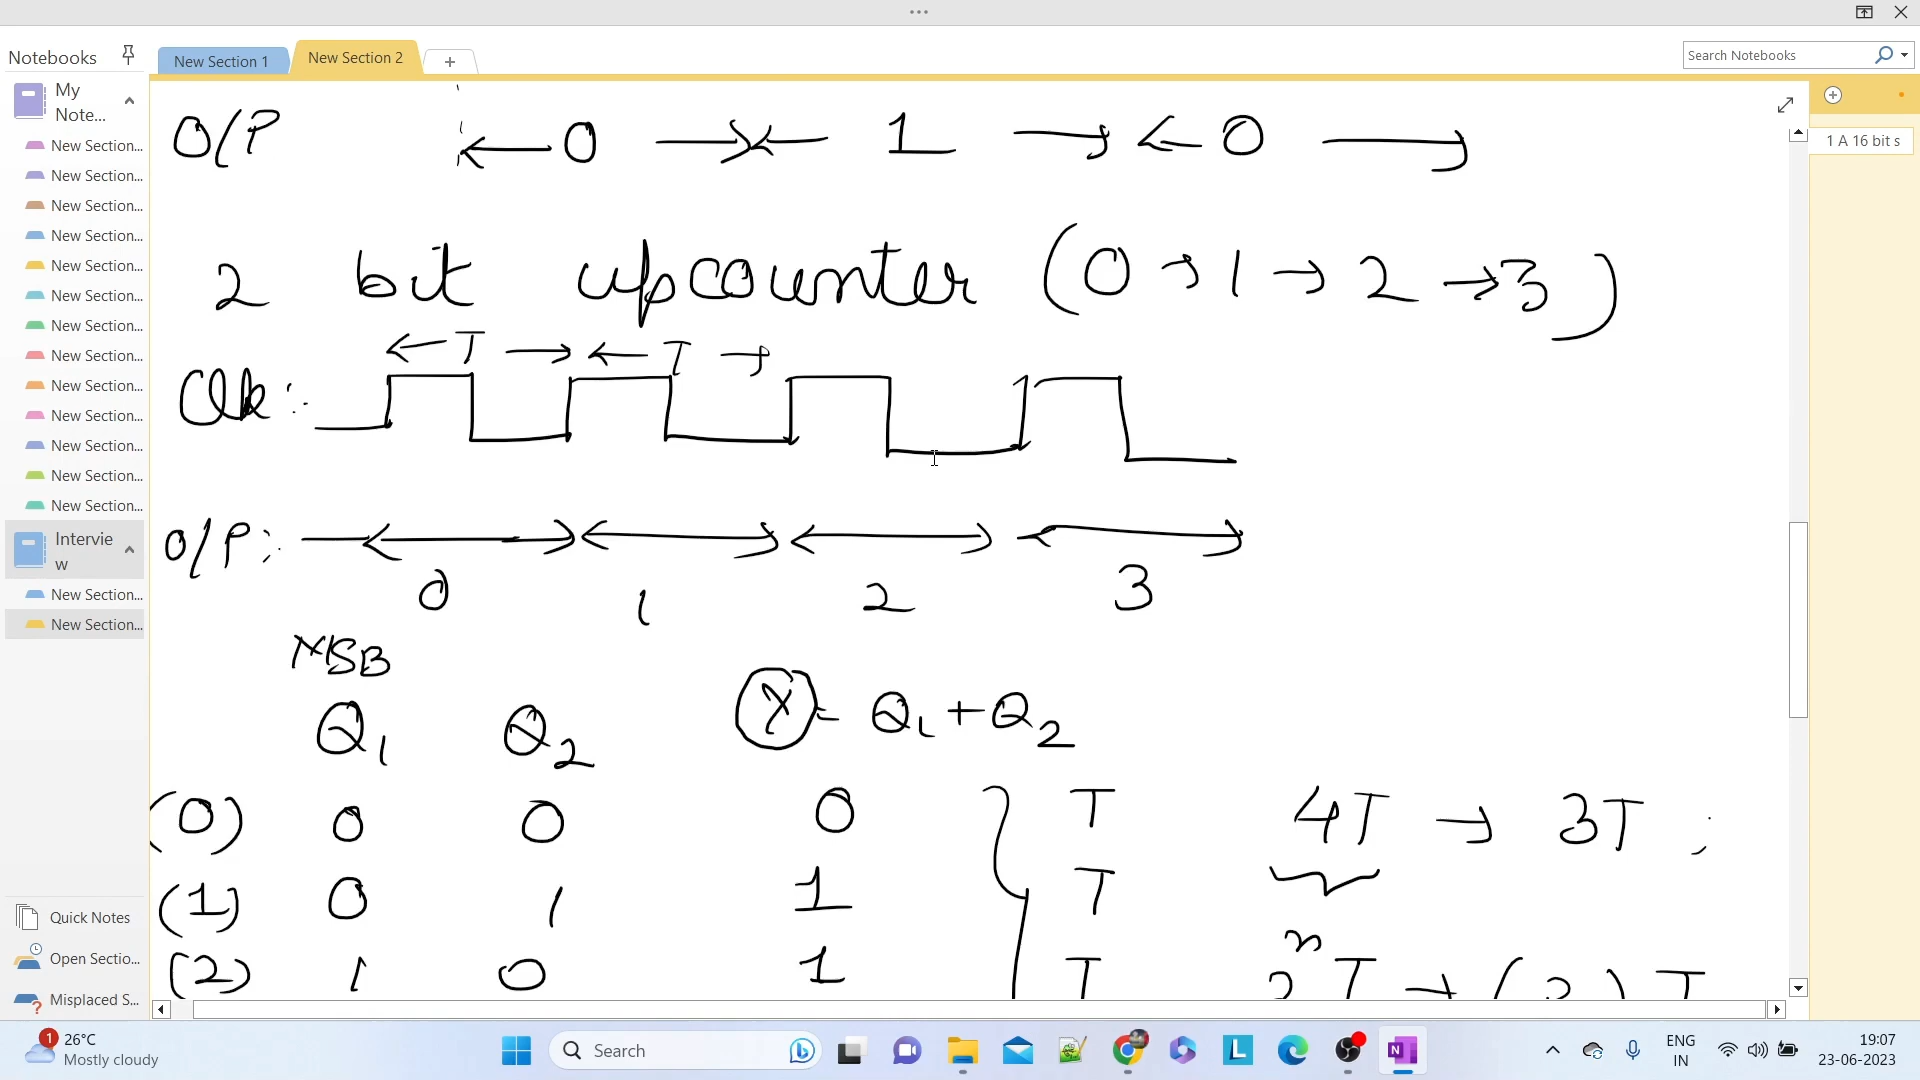 Notebooks
New Section 1
New Section 2
Search Notebooks
My Note...
New Section...
New Section...
New Section...
New Section...
New Section...
New Section...
New Section...
New Section...
New Section...
New Section...
New Section...
New Section...
New Section...
Intervie w
New Section...
New Section...
Quick Notes
Open Sectio...
Misplaced S...
1 A 16 bit s
O/P 0 1 0
2 bit upcounter (0 → 1 → 2 → 3)
← T → ← T →
Clk:
O/P:
0 1 2 3
MSB
Q1 Q2 Y = Q1 + Q2
(0) 0 0 0 T 4T → 3T ;
(1) 0 1 1 T
(2) 1 0 1 T
26°C
Mostly cloudy
1
Search
ENG
IN
19:07
23-06-2023